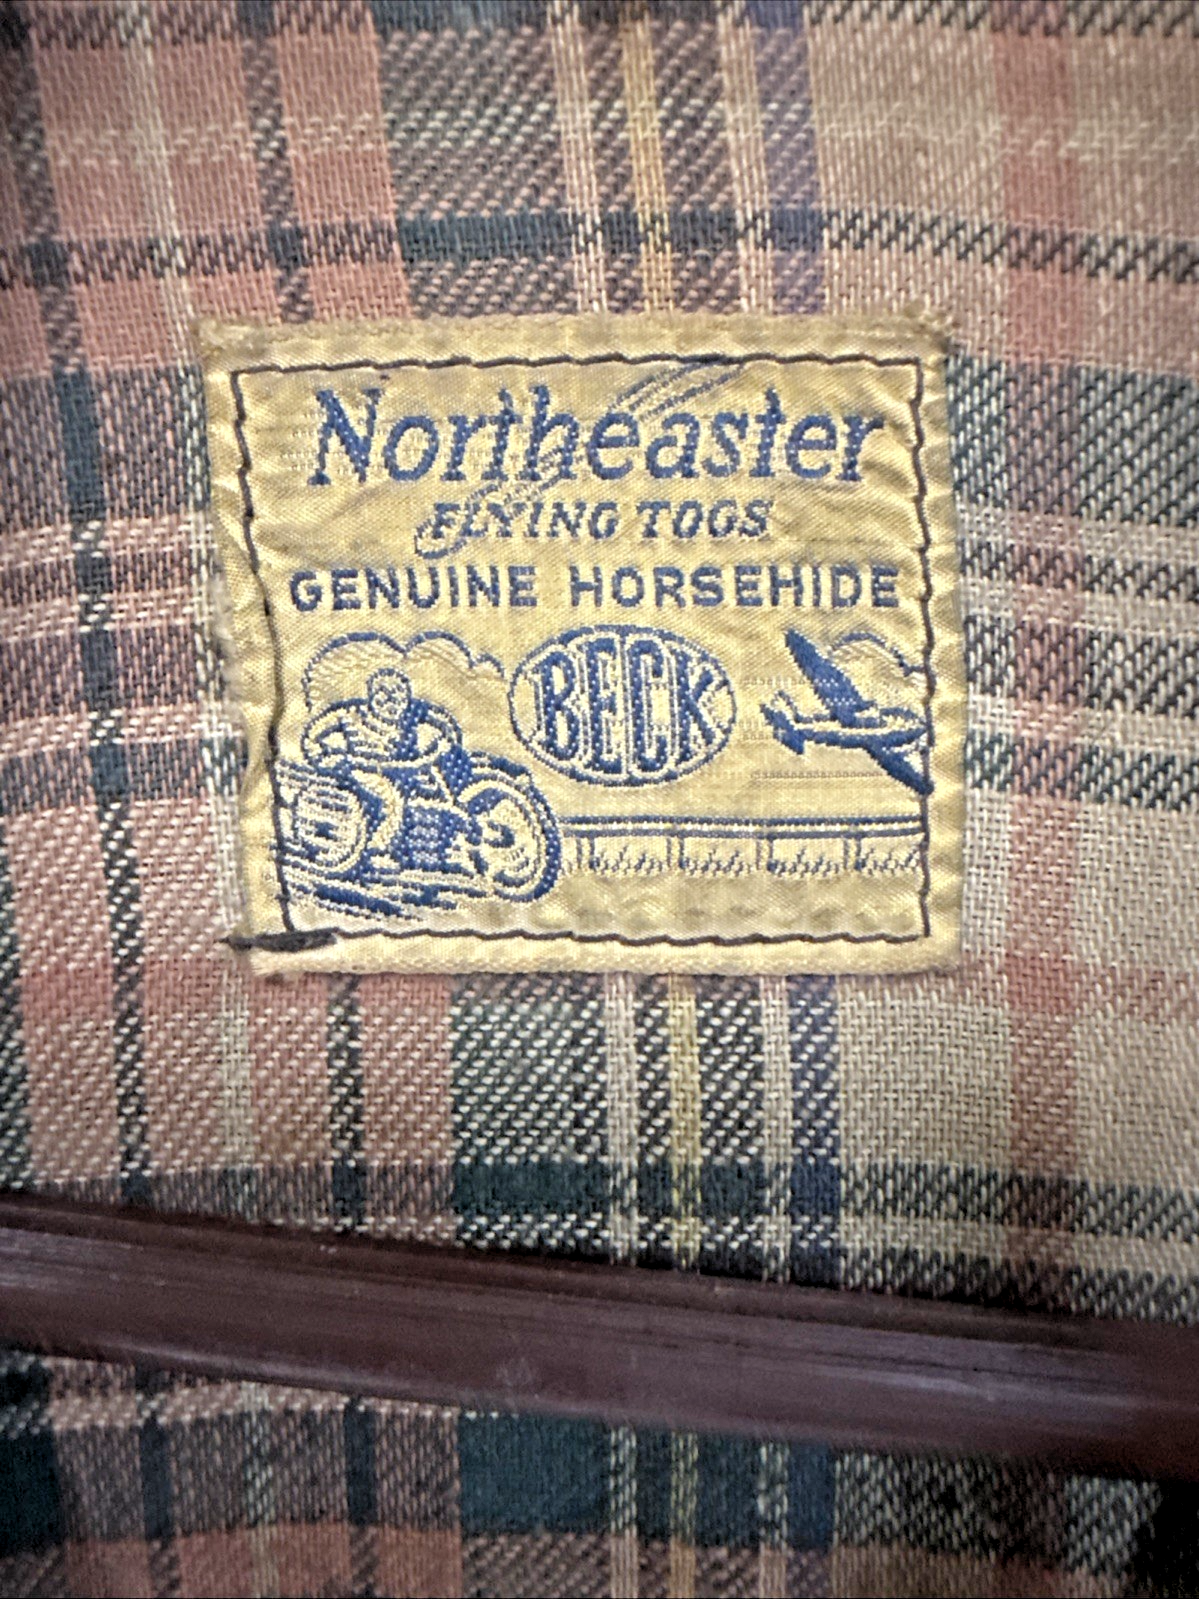 Northeaster
FLYING TOGS
GENUINE HORSEHIDE
BECK